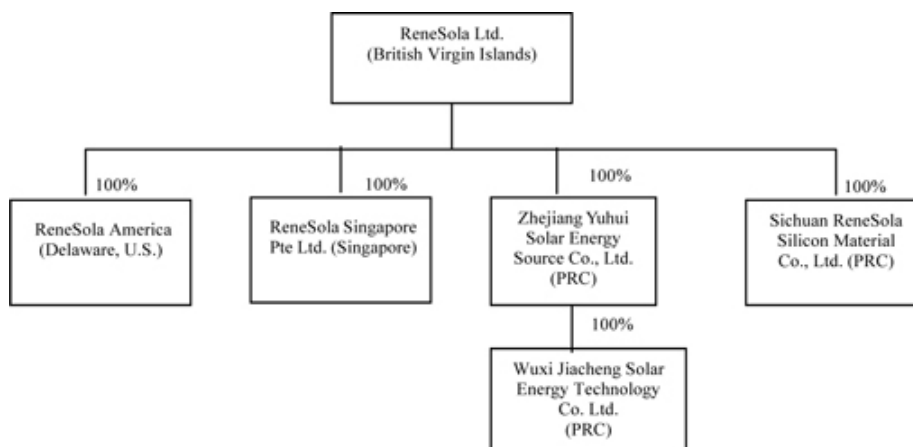 ReneSola Ltd.
(British Virgin Islands)
100%
100%
100%
100%
ReneSola America
(Delaware, U.S.)
ReneSola Singapore
Pte Ltd. (Singapore)
Zhejiang Yuhui
Solar Energy
Source Co., Ltd.
(PRC)
Sichuan ReneSola
Silicon Material
Co., Ltd. (PRC)
100%
Wuxi Jiacheng Solar
Energy Technology
Co. Ltd.
(PRC)